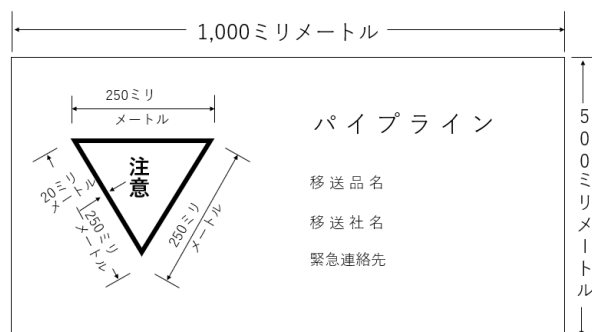 1,000ミリメートル
250ミリ
メートル
注意
20ミリ
メートル
250ミリ
メートル
250ミリ
メートル
パイプライン
移送品名
移送社名
緊急連絡先
500ミリメートル